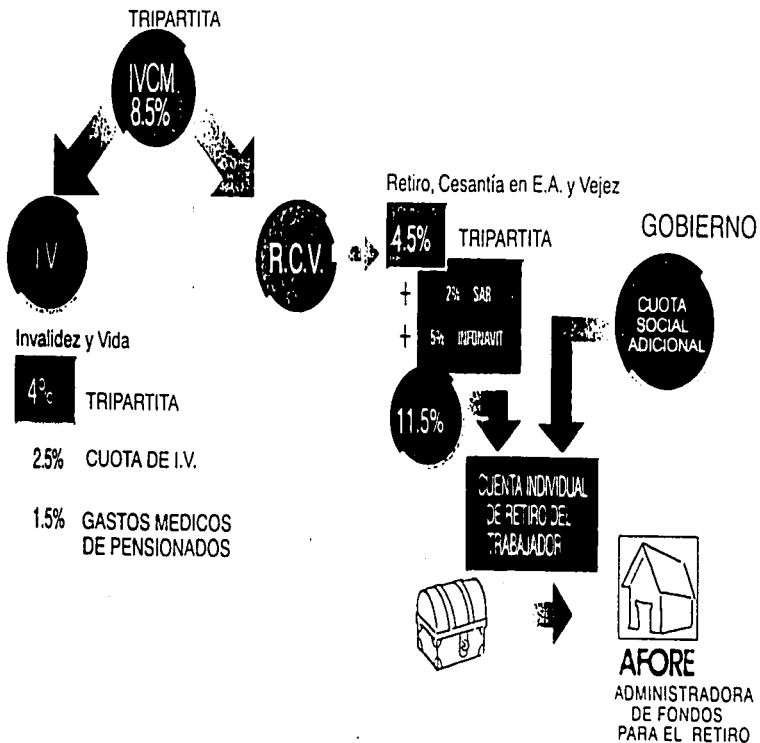 TRIPARTITA
IVCM
8.5%
IV
Invalidez y Vida
4%
TRIPARTITA
2.5% CUOTA DE I.V.
1.5% GASTOS MEDICOS
DE PENSIONADOS
R.C.V.
Retiro, Cesantía en E.A. y Vejez
4.5% TRIPARTITA
+ 2% SAR
+ 5% INFONAVIT
11.5%
GOBIERNO
CUOTA
SOCIAL
ADICIONAL
CUENTA INDIVIDUAL
DE RETIRO DEL
TRABAJADOR
AFORE
ADMINISTRADORA
DE FONDOS
PARA EL RETIRO